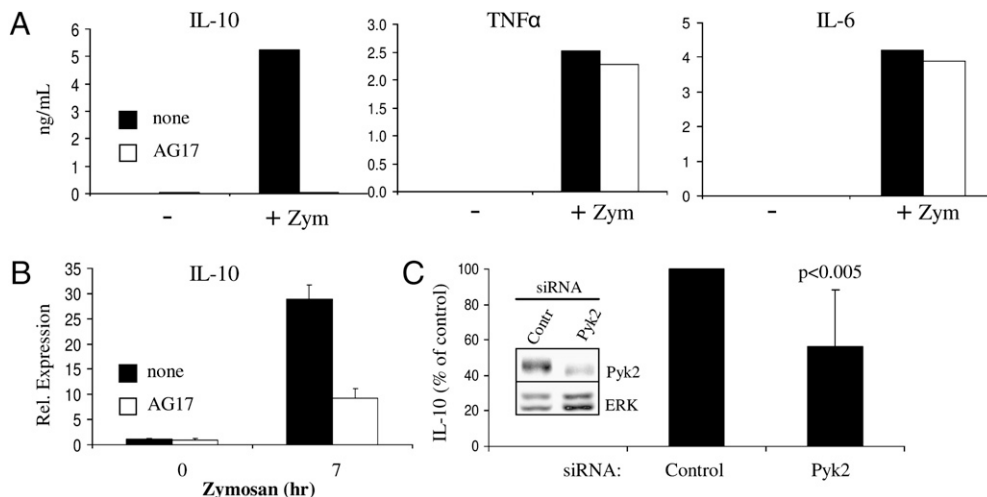 A
IL-10
TNFα
IL-6
ng/mL
6
5
4
3
2
1
0
none
AG17
-
+ Zym
3.0
2.5
2.0
1.5
1.0
0.5
0.0
-
+ Zym
5
4
3
2
1
0
-
+ Zym
B
IL-10
Rel. Expression
35
30
25
20
15
10
5
0
none
AG17
0
7
Zymosan (hr)
C
IL-10 (% of control)
100
80
60
40
20
0
siRNA
Contr
Pyk2
Pyk2
ERK
p<0.005
siRNA:
Control
Pyk2